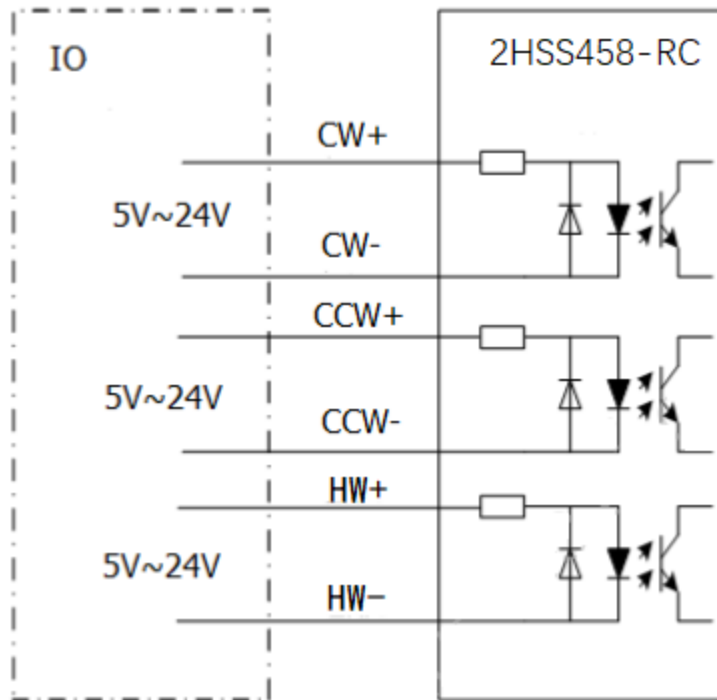 IO
2HSS458-RC
CW+
5V~24V
CW-
CCW+
5V~24V
CCW-
HW+
5V~24V
HW-